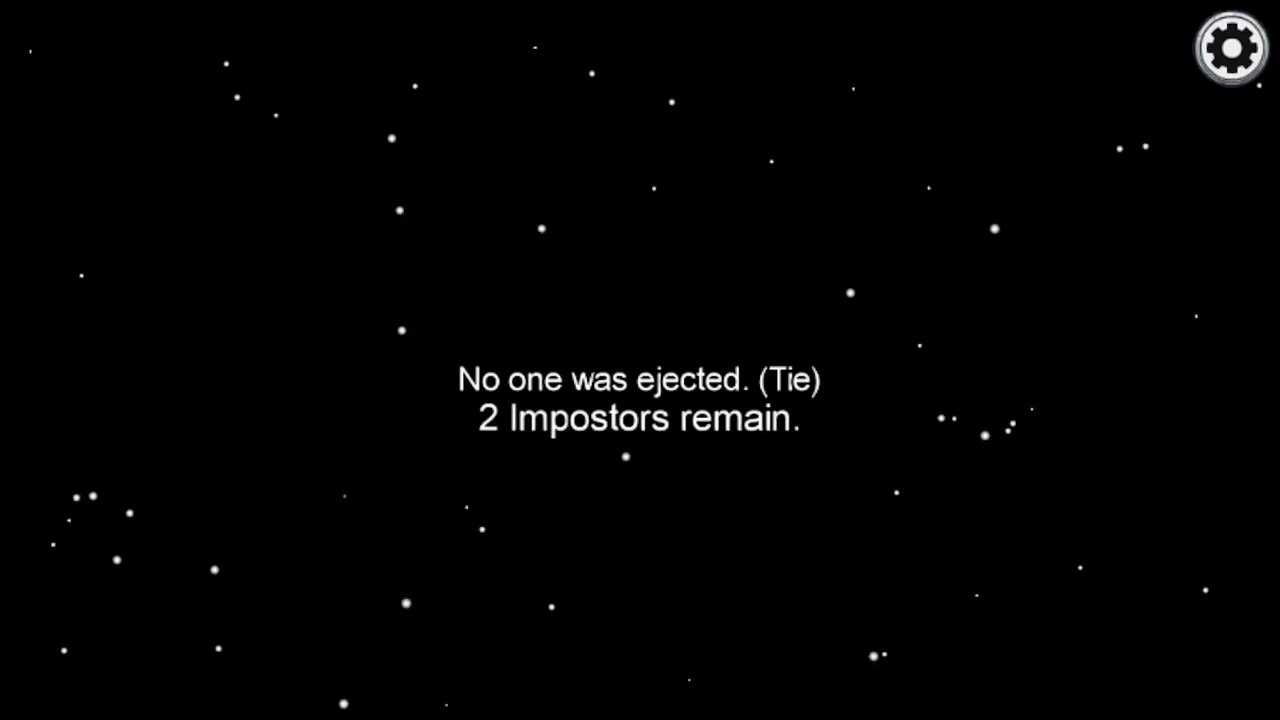 No one was ejected. (Tie)
2 Impostors remain.